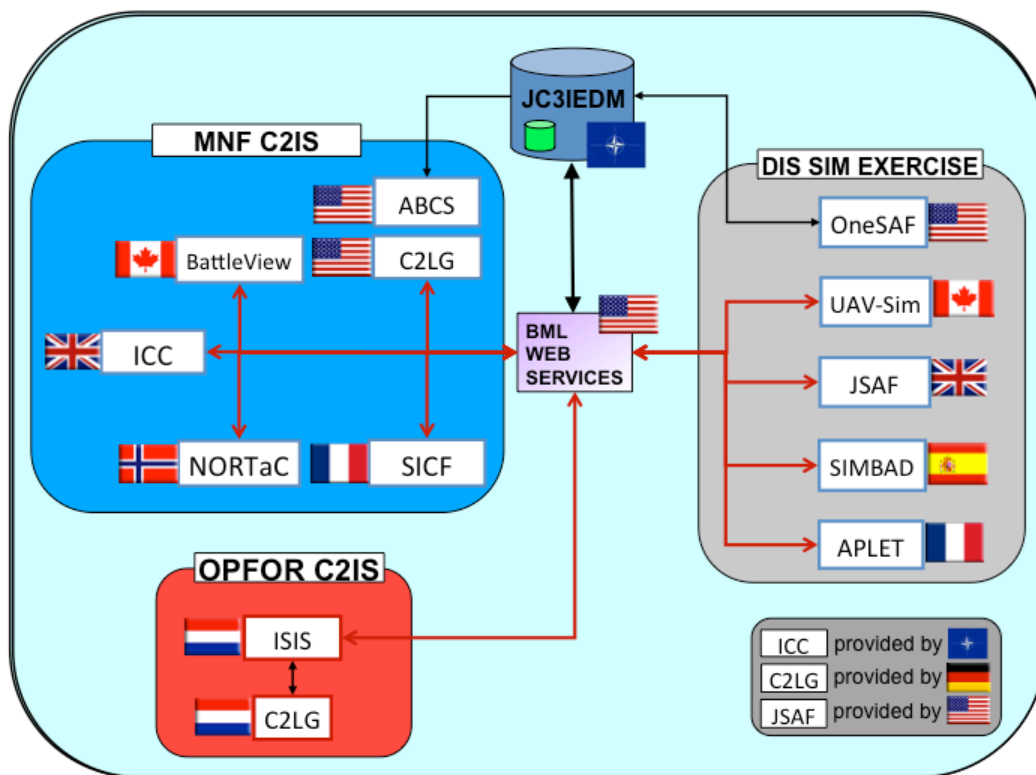 JC3IEDM
MNF C2IS
ABCS
BattleView
C2LG
ICC
NORTaC
SICF
BML
WEB
SERVICES
DIS SIM EXERCISE
OneSAF
UAV-Sim
JSAF
SIMBAD
APLET
OPFOR C2IS
ISIS
C2LG
ICC provided by
C2LG provided by
JSAF provided by